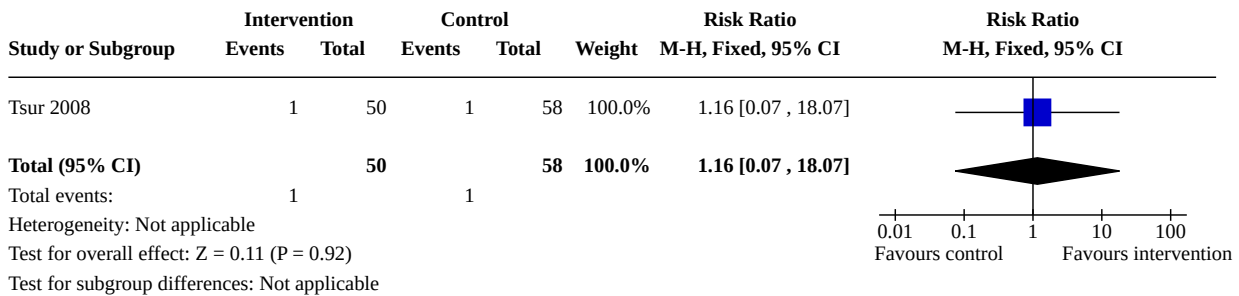 Intervention Control Risk Ratio Risk Ratio
Study or Subgroup Events Total Events Total Weight M-H, Fixed, 95% CI M-H, Fixed, 95% CI
Tsur 2008 1 50 1 58 100.0% 1.16 [0.07 , 18.07]
Total (95% CI) 50 58 100.0% 1.16 [0.07 , 18.07]
Total events: 1 1
Heterogeneity: Not applicable
0.01 0.1 1 10 100
Test for overall effect: Z = 0.11 (P = 0.92) Favours control Favours intervention
Test for subgroup differences: Not applicable